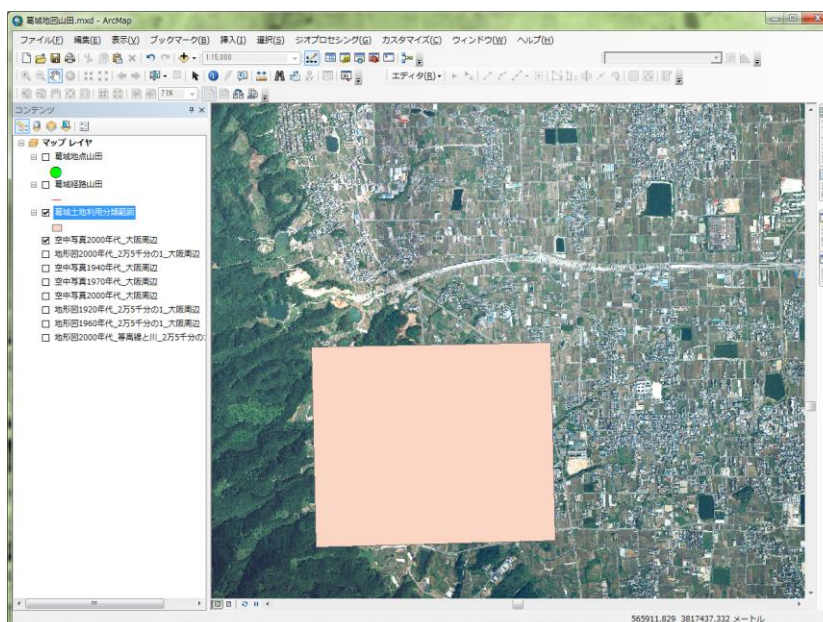 葛城地図山田.mxd - ArcMap
ファイル(F) 編集(E) 表示(V) ブックマーク(B) 挿入(I) 選択(S) ジオプロセシング(G) カスタマイズ(C) ウィンドウ(W) ヘルプ(H)
1:15,000
エディタ(R)
71%
コンテンツ
マップ レイヤ
葛城地点山田
葛城経路山田
葛城土地利用分類範囲
空中写真2000年代_大阪周辺
地形図2000年代_2万5千分の1_大阪周辺
空中写真1940年代_大阪周辺
空中写真1970年代_大阪周辺
空中写真2000年代_大阪周辺
地形図1920年代_2万5千分の1_大阪周辺
地形図1960年代_2万5千分の1_大阪周辺
地形図2000年代_等高線と川_2万5千分の
565911.829 3817437.332 メートル